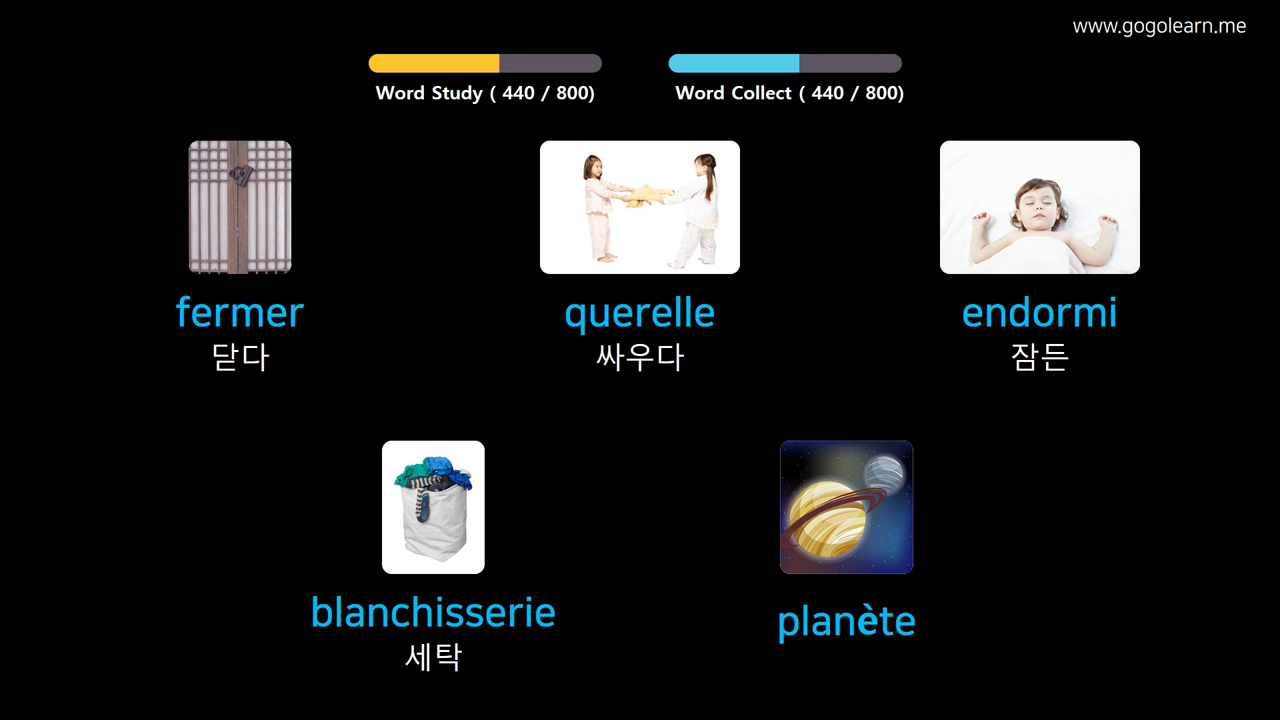 www.gogolearn.me
Word Study ( 440 / 800)
Word Collect ( 440 / 800)
fermer
닫다
querelle
싸우다
endormi
잠든
blanchisserie
세탁
planète